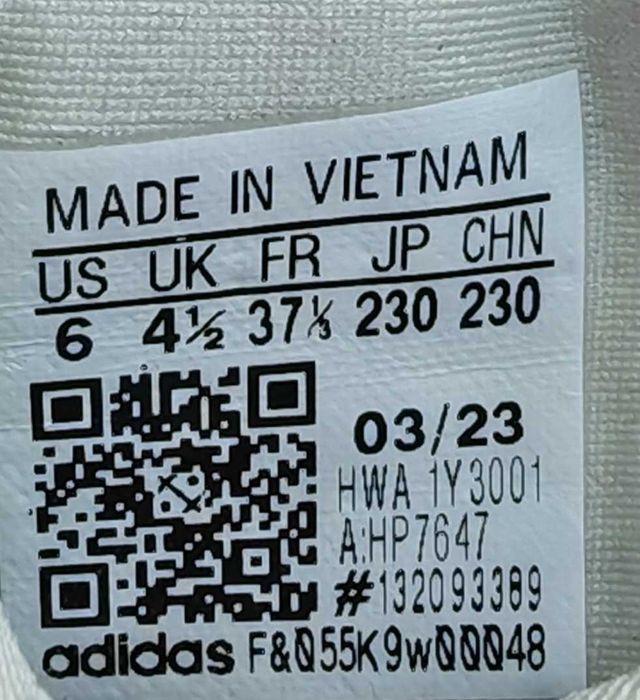 MADE IN VIETNAM
US UK FR JP CHN
6 4½ 37⅓ 230 230
03/23
HWA 1Y3001
A:HP7647
#132093389
adidas F&055K9w00048